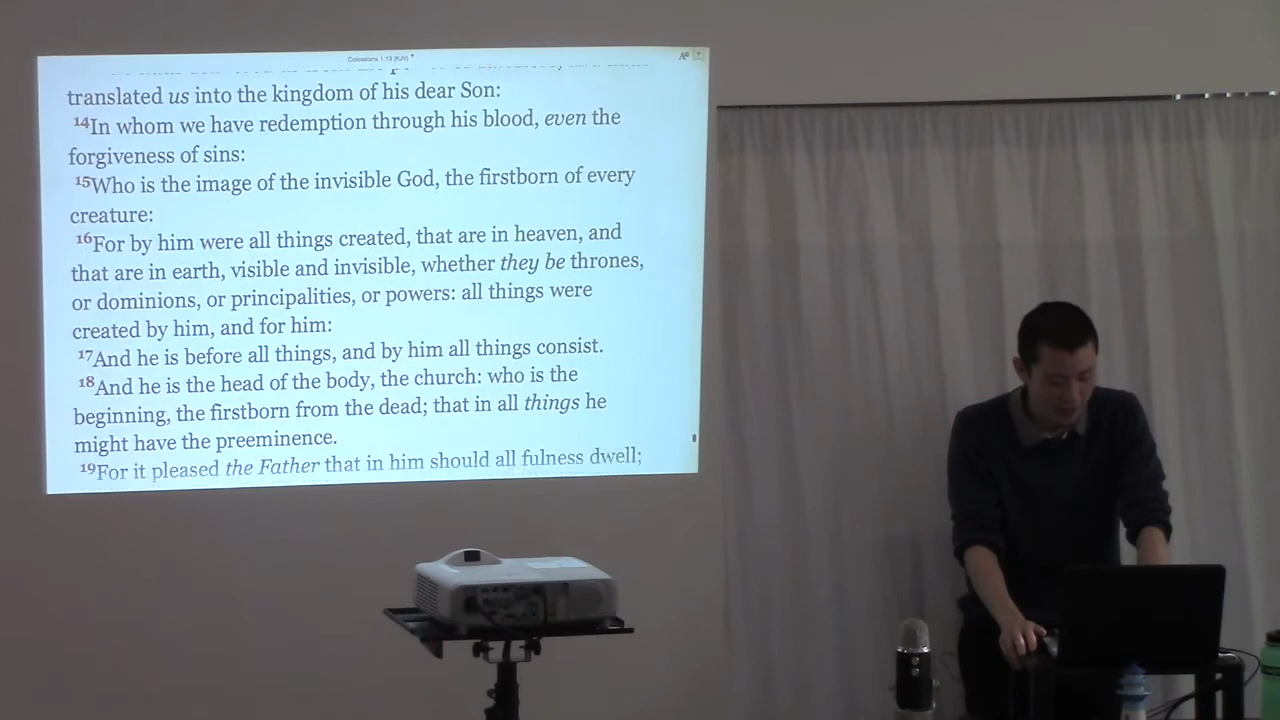 Colossians 1:13 (KJV)
translated us into the kingdom of his dear Son:
14In whom we have redemption through his blood, even the
forgiveness of sins:
15Who is the image of the invisible God, the firstborn of every
creature:
16For by him were all things created, that are in heaven, and
that are in earth, visible and invisible, whether they be thrones,
or dominions, or principalities, or powers: all things were
created by him, and for him:
17And he is before all things, and by him all things consist.
18And he is the head of the body, the church: who is the
beginning, the firstborn from the dead; that in all things he
might have the preeminence.
19For it pleased the Father that in him should all fulness dwell;